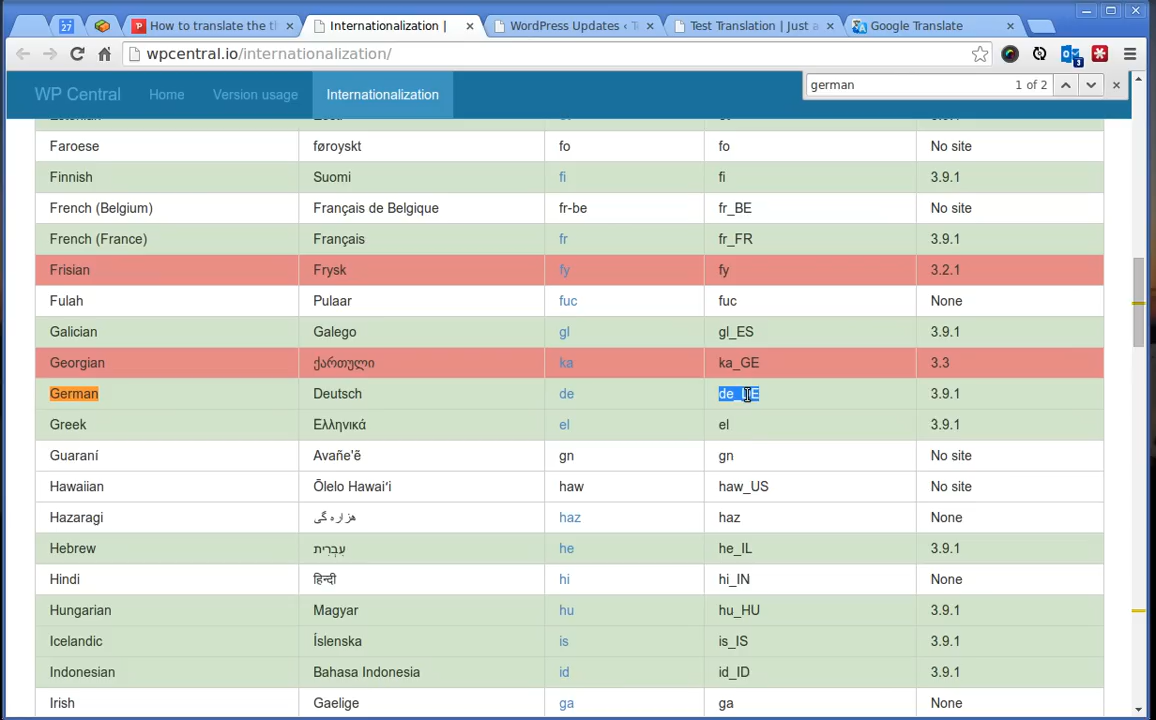 27
How to translate the th
Internationalization |
WordPress Updates ‹ T
Test Translation | Just a
Google Translate
wpcentral.io/internationalization/
3
german 1 of 2
WP Central Home Version usage Internationalization
Faroese føroyskt fo fo No site
Finnish Suomi fi fi 3.9.1
French (Belgium) Français de Belgique fr-be fr_BE No site
French (France) Français fr fr_FR 3.9.1
Frisian Frysk fy fy 3.2.1
Fulah Pulaar fuc fuc None
Galician Galego gl gl_ES 3.9.1
Georgian ქართული ka ka_GE 3.3
German Deutsch de de_DE 3.9.1
Greek Ελληνικά el el 3.9.1
Guaraní Avañe'ẽ gn gn No site
Hawaiian Ōlelo Hawaiʻi haw haw_US No site
Hazaragi هزاره گی haz haz None
Hebrew עִבְרִית he he_IL 3.9.1
Hindi हिन्दी hi hi_IN None
Hungarian Magyar hu hu_HU 3.9.1
Icelandic Íslenska is is_IS 3.9.1
Indonesian Bahasa Indonesia id id_ID 3.9.1
Irish Gaelige ga ga None